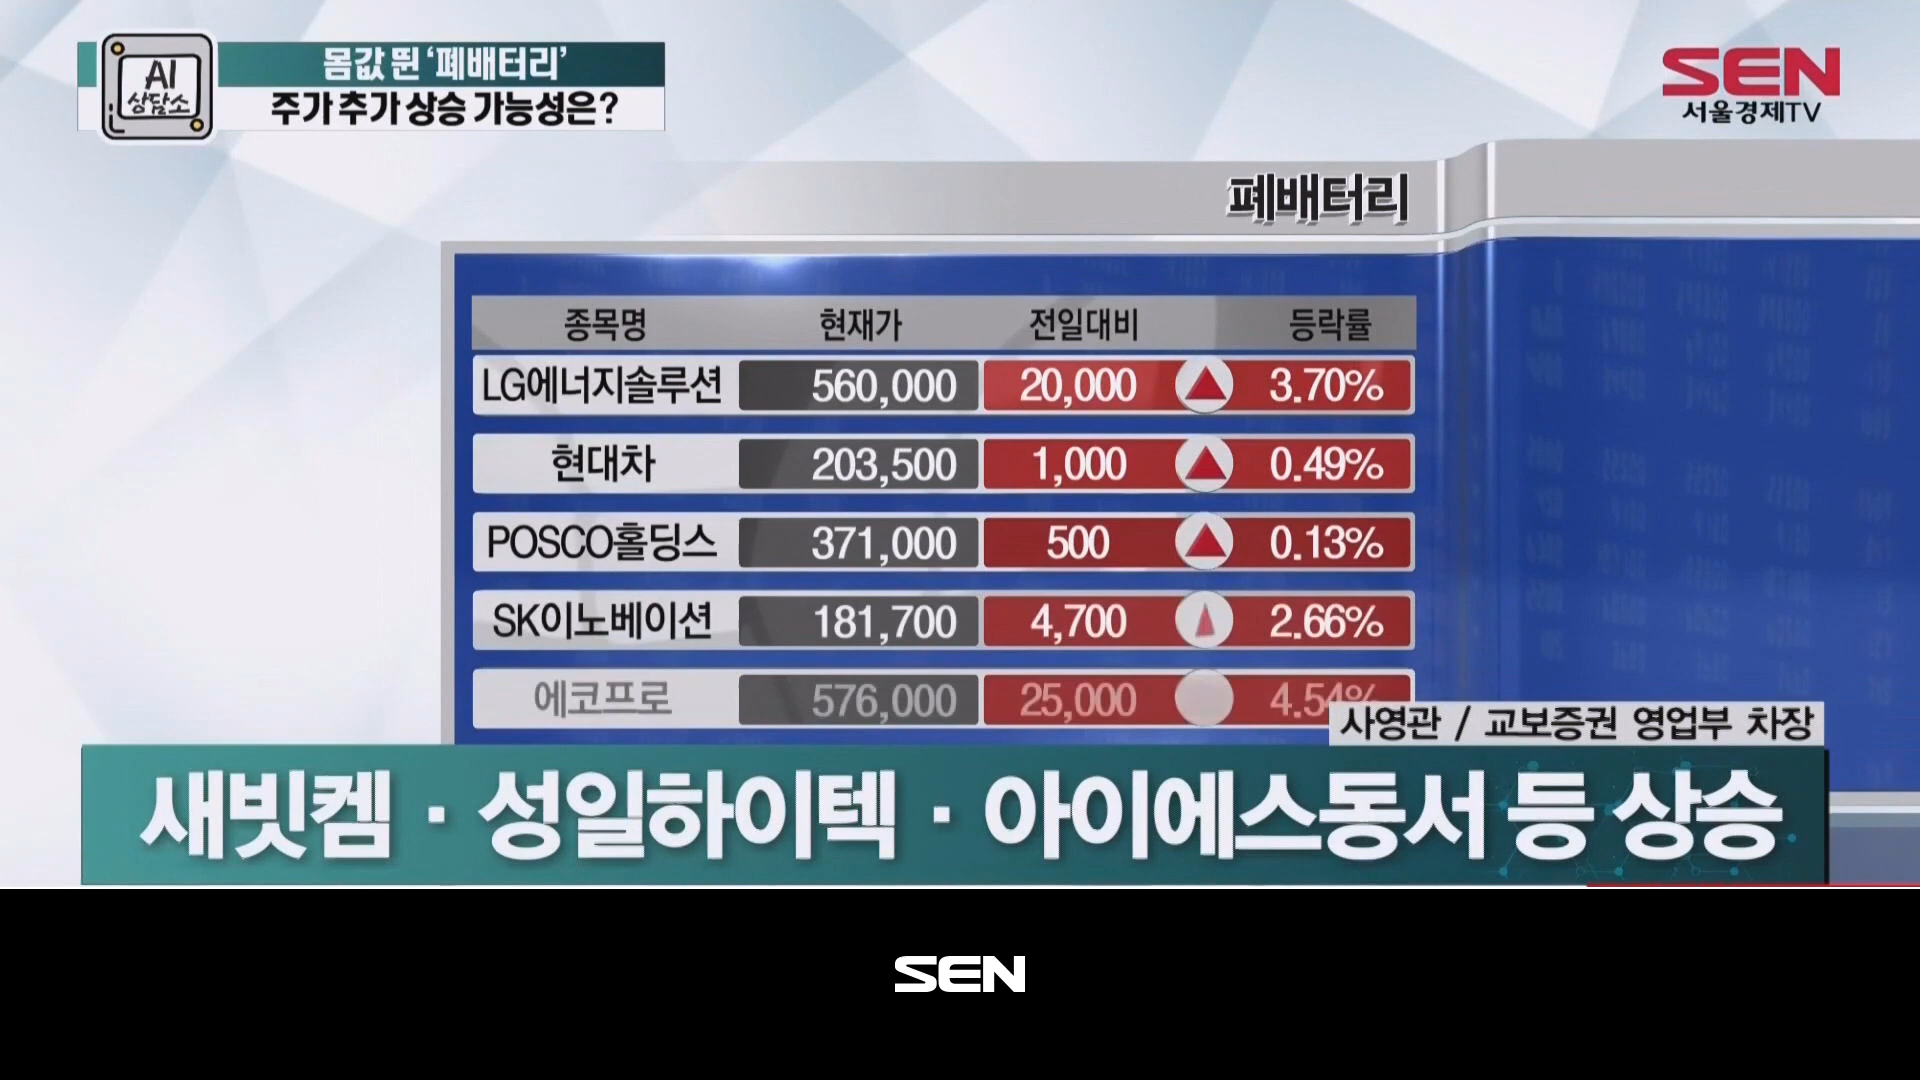 AI
상담소
몸값 뛴 ‘폐배터리’
주가 추가 상승 가능성은?
SEN
서울경제TV
폐배터리
종목명 현재가 전일대비 등락률
LG에너지솔루션 560,000 20,000 3.70%
현대차 203,500 1,000 0.49%
POSCO홀딩스 371,000 500 0.13%
SK이노베이션 181,700 4,700 2.66%
에코프로 576,000 25,000 4.54%
사영관 / 교보증권 영업부 차장
새빗켐 · 성일하이텍 · 아이에스동서 등 상승
SEN